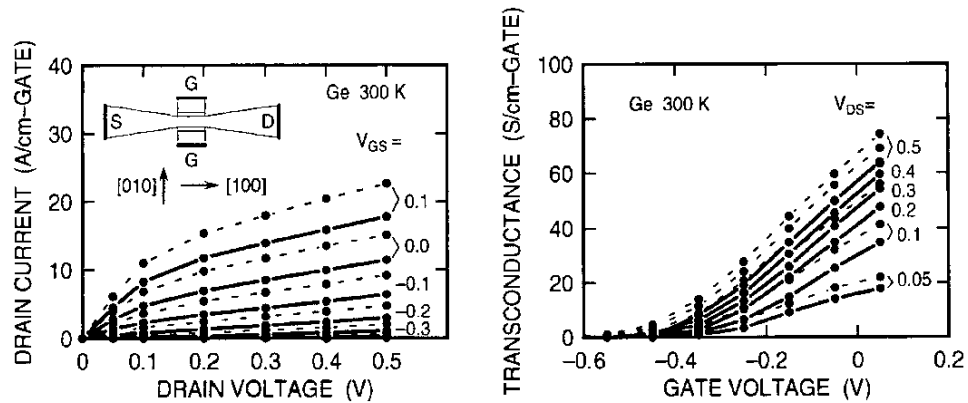 DRAIN CURRENT (A/cm-GATE)
40
30
20
10
0
G
S
D
G
[010]
[100]
Ge 300 K
V_GS =
0.1
0.0
-0.1
-0.2
-0.3
0 0.1 0.2 0.3 0.4 0.5
DRAIN VOLTAGE (V)
TRANSCONDUCTANCE (S/cm-GATE)
100
80
60
40
20
0
Ge 300 K
V_DS=
0.5
0.4
0.3
0.2
0.1
0.05
-0.6 -0.4 -0.2 0 0.2
GATE VOLTAGE (V)